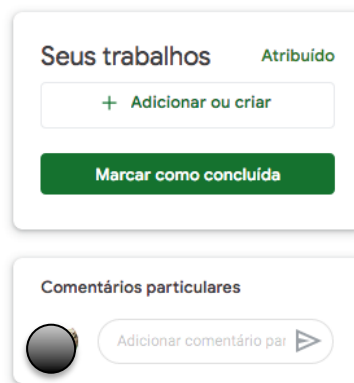 Seus trabalhos
Atribuído
+ Adicionar ou criar
Marcar como concluída
Comentários particulares
Adicionar comentário par